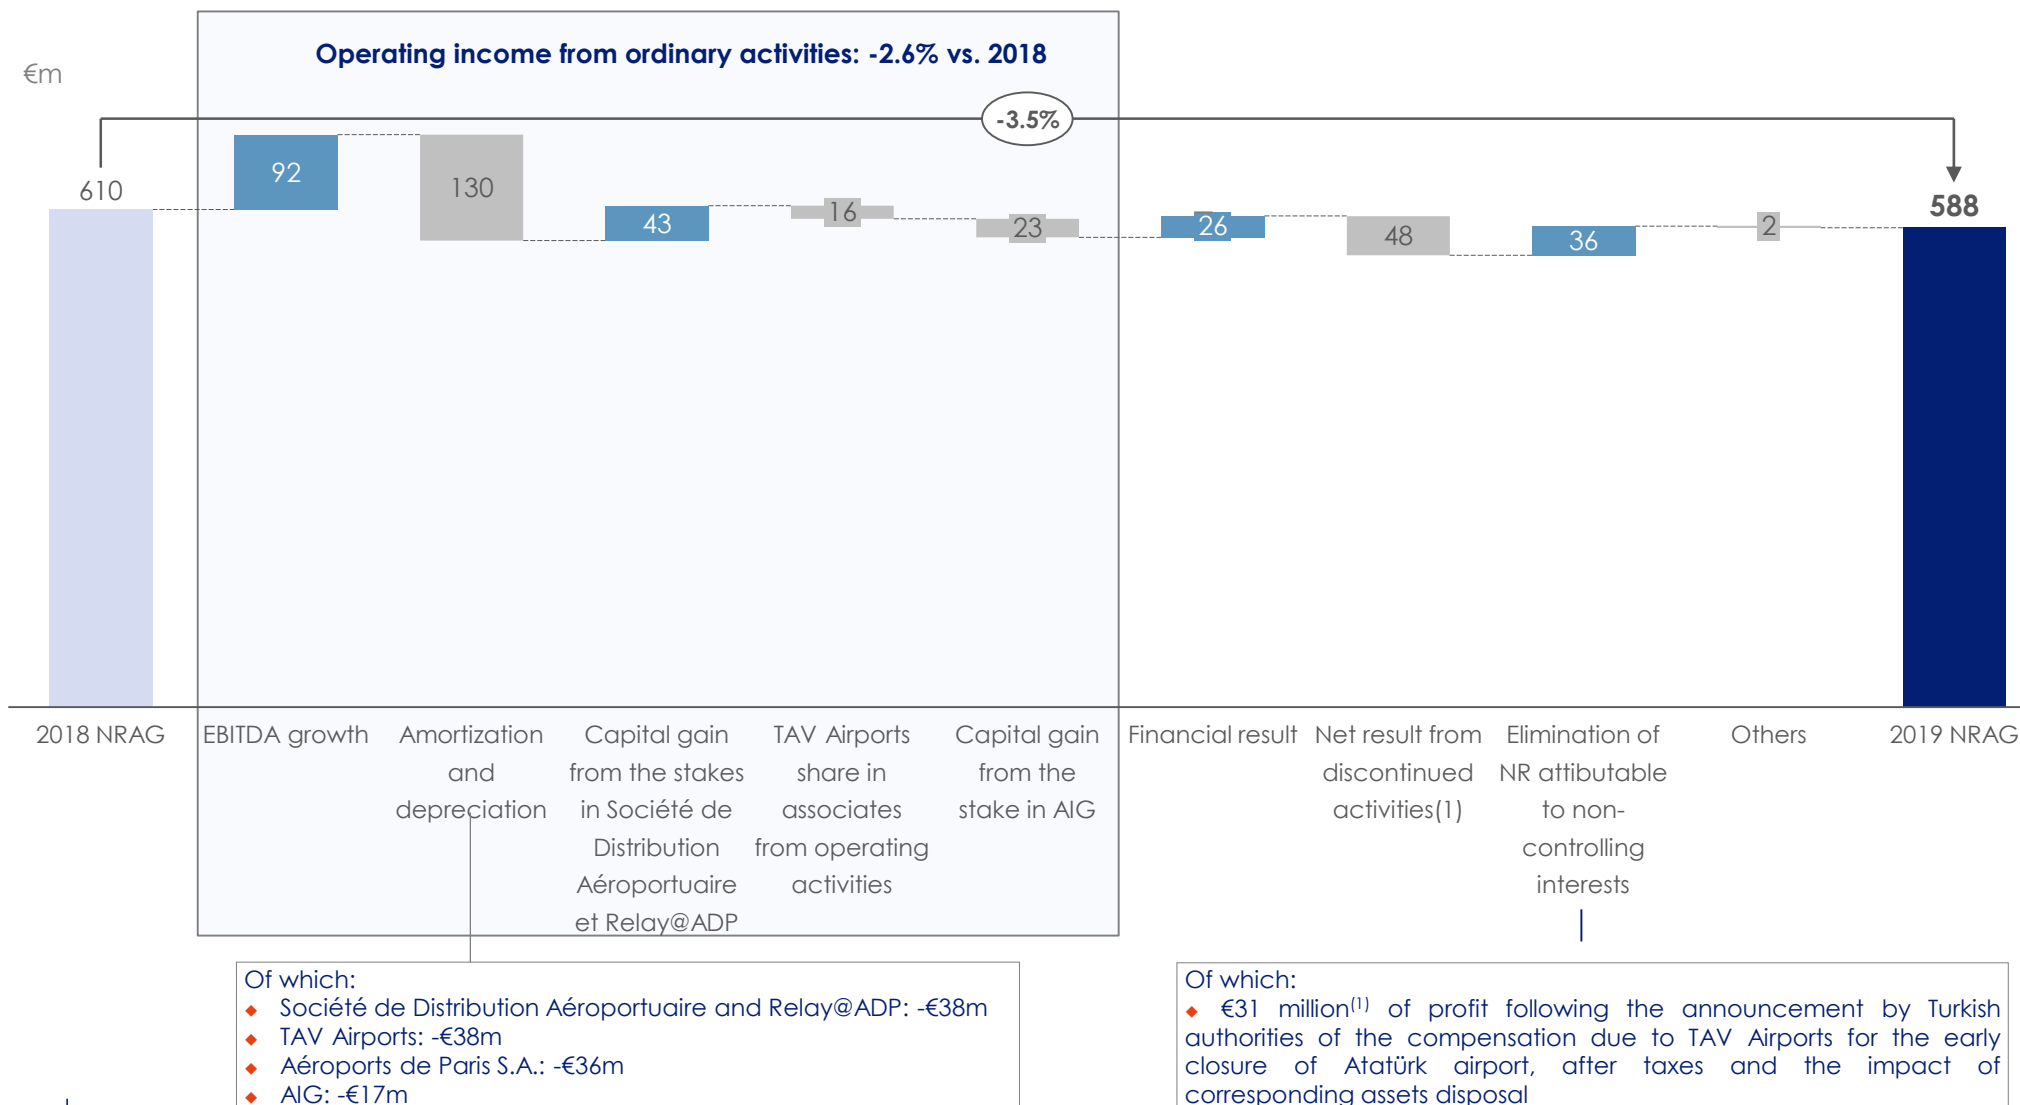 Operating income from ordinary activities: -2.6% vs. 2018
€m
-3.5%
610
92
130
43
16
23
26
48
36
2
588
2018 NRAG
EBITDA growth
Amortization
and
depreciation
Capital gain
from the stakes
in Société de
Distribution
Aéroportuaire
et Relay@ADP
TAV Airports
share in
associates
from operating
activities
Capital gain
from the
stake in AIG
Financial result
Net result from
discontinued
activities(1)
Elimination of
NR attibutable
to non-
controlling
interests
Others
2019 NRAG
Of which:
◆ Société de Distribution Aéroportuaire and Relay@ADP: -€38m
◆ TAV Airports: -€38m
◆ Aéroports de Paris S.A.: -€36m
◆ AIG: -€17m
Of which:
◆ €31 million(1) of profit following the announcement by Turkish
authorities of the compensation due to TAV Airports for the early
closure of Atatürk airport, after taxes and the impact of
corresponding assets disposal